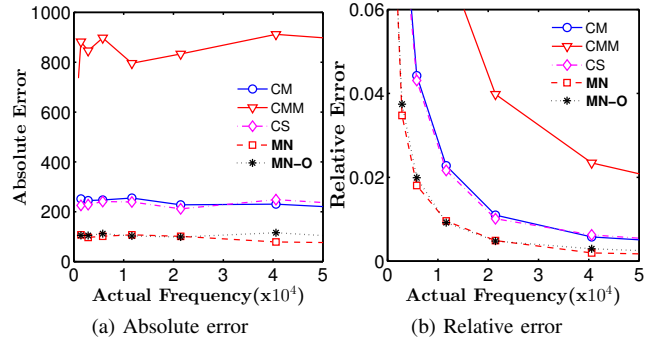 1000
800
600
400
200
0
Absolute Error
CM
CMM
CS
MN
MN-O
0 1 2 3 4 5
Actual Frequency(x10^4)
(a) Absolute error
0.06
0.04
0.02
0
Relative Error
CM
CMM
CS
MN
MN-O
0 1 2 3 4 5
Actual Frequency(x10^4)
(b) Relative error